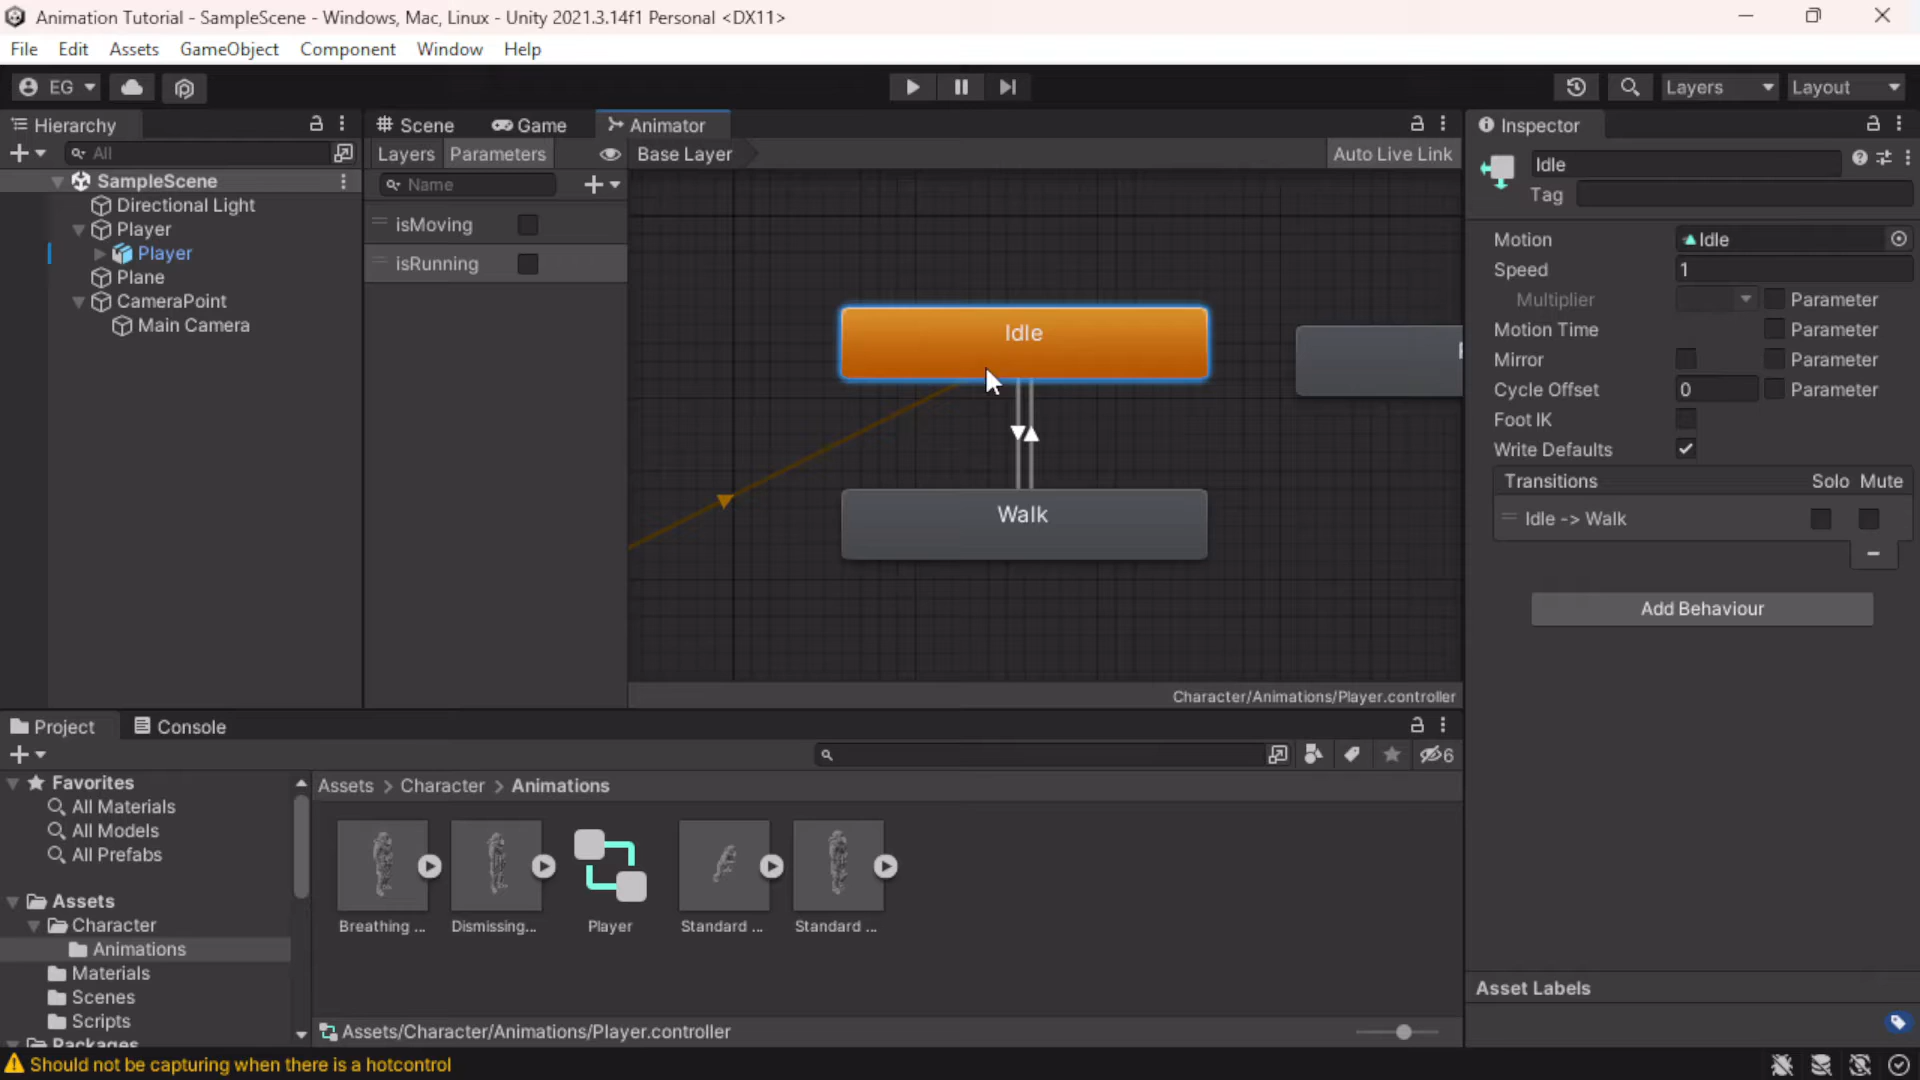 Animation Tutorial - SampleScene - Windows, Mac, Linux - Unity 2021.3.14f1 Personal <DX11>
File Edit Assets GameObject Component Window Help
EG
Layers Layout
Hierarchy
All
SampleScene
Directional Light
Player
Player
Plane
CameraPoint
Main Camera
Scene Game Animator
Layers Parameters Base Layer Auto Live Link
Name
isMoving
isRunning
Idle
Walk
Character/Animations/Player.controller
Inspector
Idle
Tag
Motion Idle
Speed 1
Multiplier Parameter
Motion Time Parameter
Mirror Parameter
Cycle Offset 0 Parameter
Foot IK
Write Defaults
Transitions Solo Mute
Idle -> Walk
Add Behaviour
Asset Labels
Project Console
6
Favorites
All Materials
All Models
All Prefabs
Assets
Character
Animations
Materials
Scenes
Scripts
Packages
Assets > Character > Animations
Breathing ... Dismissing... Player Standard ... Standard ...
Assets/Character/Animations/Player.controller
Should not be capturing when there is a hotcontrol